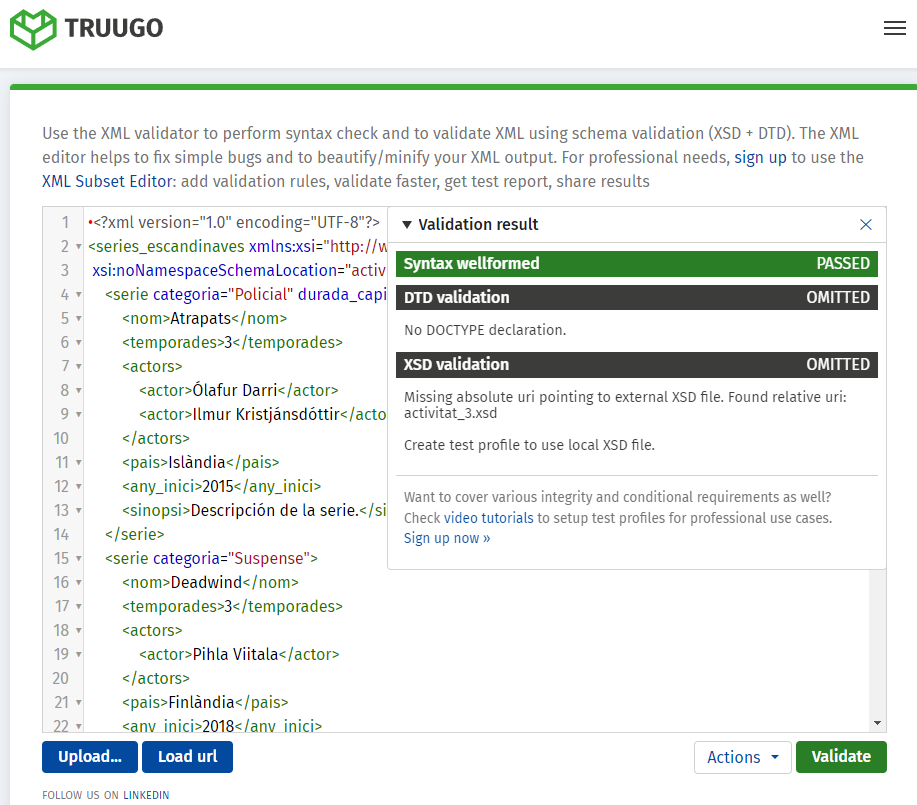 TRUUGO
Use the XML validator to perform syntax check and to validate XML using schema validation (XSD + DTD). The XML
editor helps to fix simple bugs and to beautify/minify your XML output. For professional needs, sign up to use the
XML Subset Editor: add validation rules, validate faster, get test report, share results
1 •<?xml version="1.0" encoding="UTF-8"?>
2 <series_escandinaves xmlns:xsi="http://w
3 xsi:noNamespaceSchemaLocation="activ
4 <serie categoria="Policial" durada_capi
5 <nom>Atrapats</nom>
6 <temporades>3</temporades>
7 <actors>
8 <actor>Ólafur Darri</actor>
9 <actor>Ilmur Kristjánsdóttir</acto
10 </actors>
11 <pais>Islàndia</pais>
12 <any_inici>2015</any_inici>
13 <sinopsi>Descripción de la serie.</si
14 </serie>
15 <serie categoria="Suspense">
16 <nom>Deadwind</nom>
17 <temporades>3</temporades>
18 <actors>
19 <actor>Pihla Viitala</actor>
20 </actors>
21 <pais>Finlàndia</pais>
22 <any_inici>2018</any_inici>
▼ Validation result ×
Syntax wellformed PASSED
DTD validation OMITTED
No DOCTYPE declaration.
XSD validation OMITTED
Missing absolute uri pointing to external XSD file. Found relative uri:
activitat_3.xsd
Create test profile to use local XSD file.
Want to cover various integrity and conditional requirements as well?
Check video tutorials to setup test profiles for professional use cases.
Sign up now »
Upload... Load url Actions Validate
FOLLOW US ON LINKEDIN